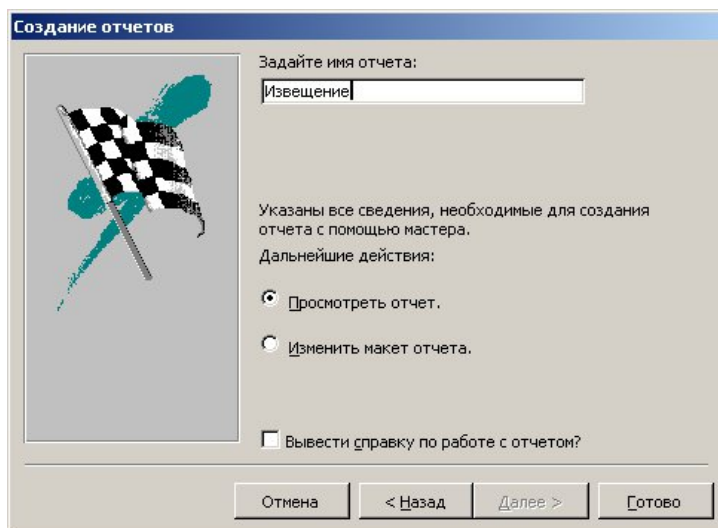 Создание отчетов
Задайте имя отчета:
Извещение
Указаны все сведения, необходимые для создания
отчета с помощью мастера.
Дальнейшие действия:
Просмотреть отчет.
Изменить макет отчета.
Вывести справку по работе с отчетом?
Отмена
< Назад
Далее >
Готово